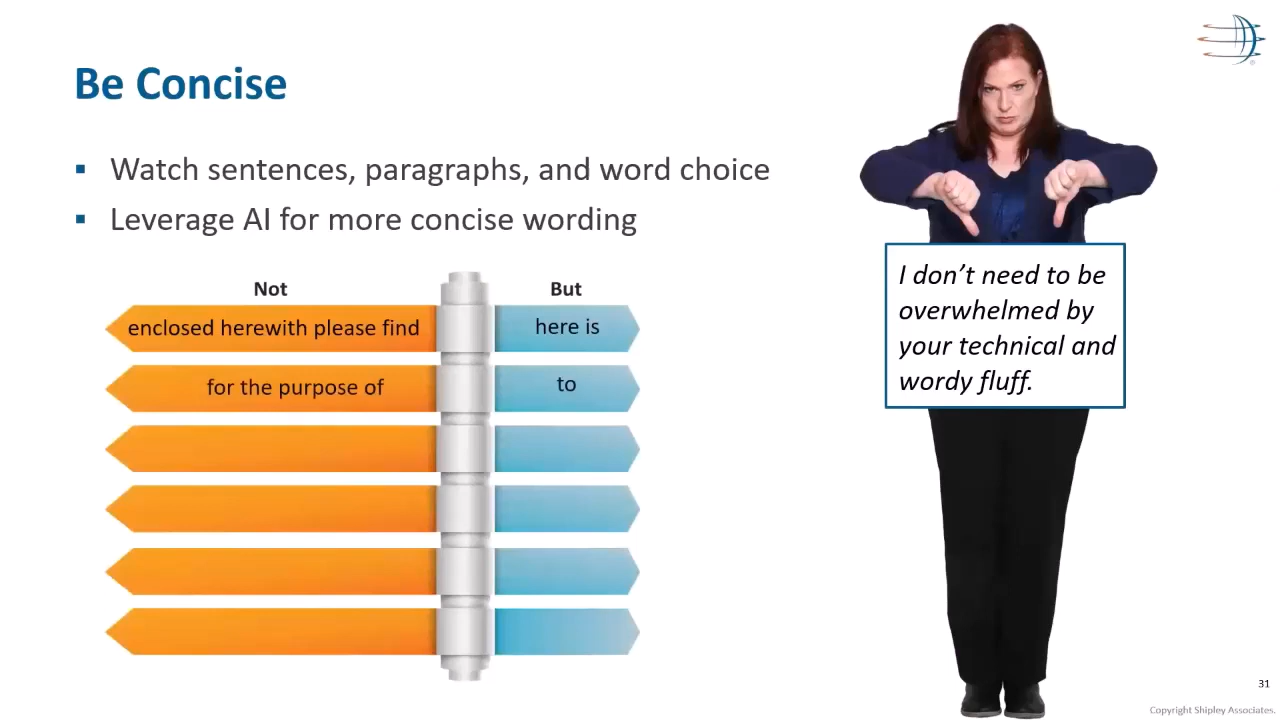 Be Concise
▪ Watch sentences, paragraphs, and word choice
▪ Leverage AI for more concise wording
Not But
enclosed herewith please find here is
for the purpose of to
I don’t need to be
overwhelmed by
your technical and
wordy fluff.
31
Copyright Shipley Associates.